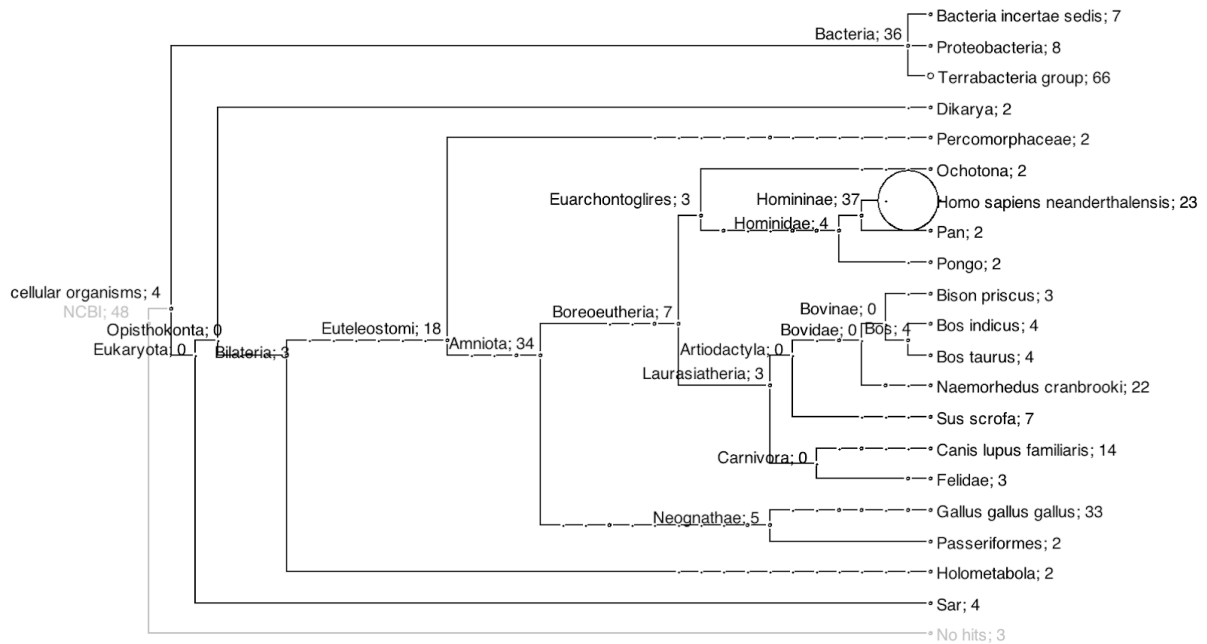 Bacteria incertae sedis; 7
Bacteria; 36
Proteobacteria; 8
Terrabacteria group; 66
Dikarya; 2
Percomorphaceae; 2
Ochotona; 2
Euarchontoglires; 3
Homininae; 37
Homo sapiens neanderthalensis; 23
Hominidae; 4
Pan; 2
Pongo; 2
cellular organisms; 4
NCBI; 48
Bison priscus; 3
Boreoeutheria; 7
Bovinae; 0
Opisthokonta; 0
Euteleostomi; 18
Bovidae; 0
Bos; 4
Bos indicus; 4
Eukaryota; 0
Bilateria; 3
Amniota; 34
Artiodactyla; 0
Bos taurus; 4
Laurasiatheria; 3
Naemorhedus cranbrooki; 22
Sus scrofa; 7
Canis lupus familiaris; 14
Carnivora; 0
Felidae; 3
Gallus gallus gallus; 33
Neognathae; 5
Passeriformes; 2
Holometabola; 2
Sar; 4
No hits; 3